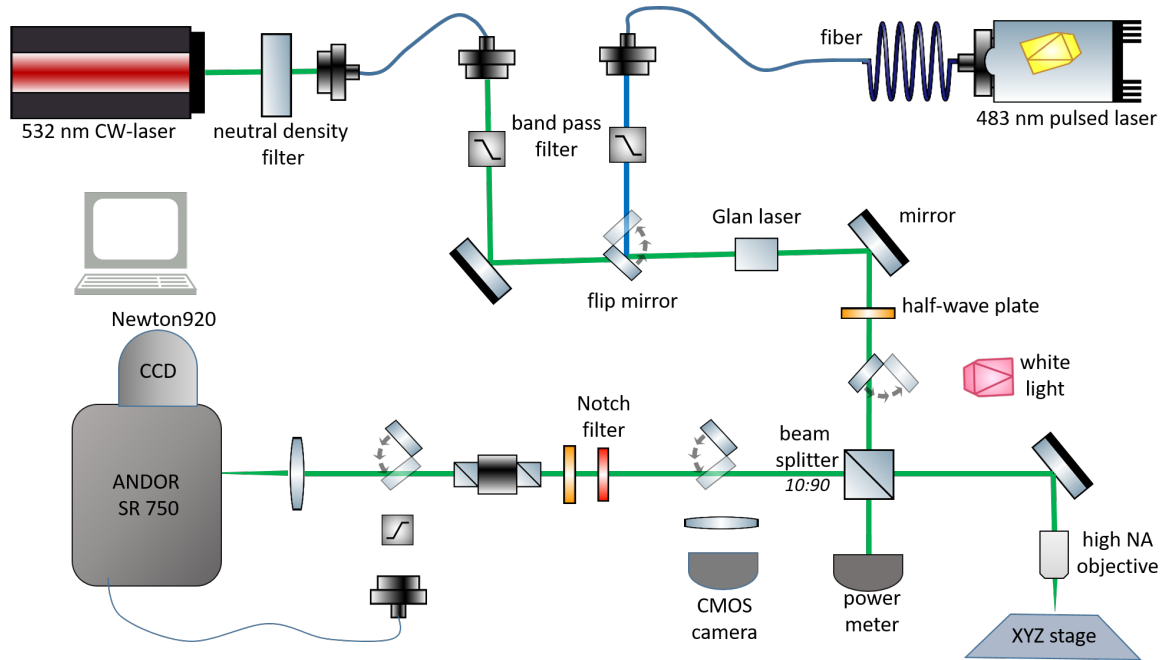 532 nm CW-laser
neutral density
filter
band pass
filter
fiber
483 nm pulsed laser
Glan laser
mirror
flip mirror
half-wave plate
white
light
Newton920
CCD
ANDOR
SR 750
Notch
filter
beam
splitter
10:90
CMOS
camera
power
meter
high NA
objective
XYZ stage